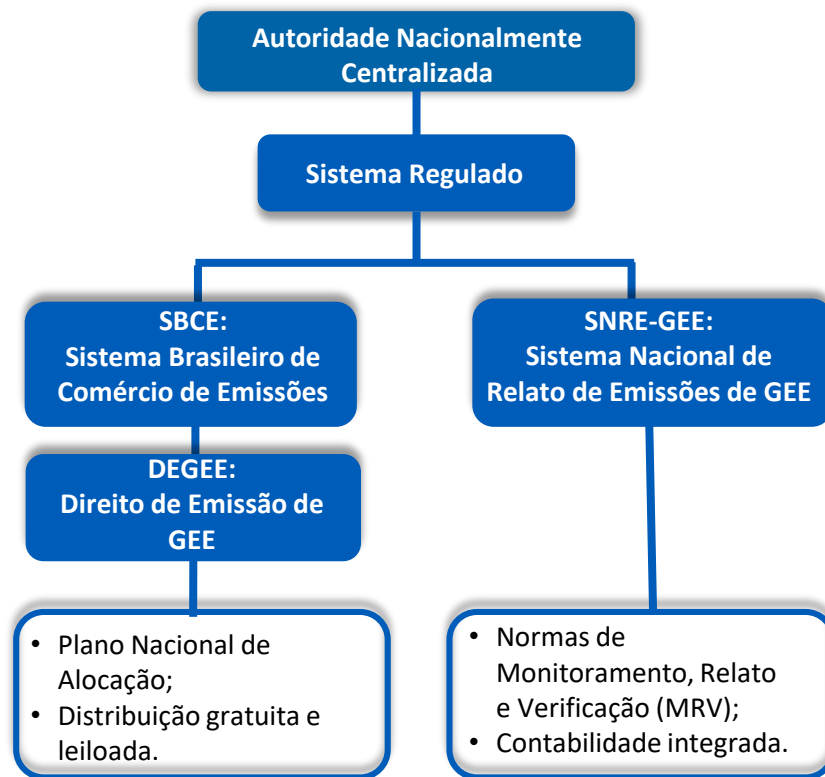 Autoridade Nacionalmente
Centralizada
Sistema Regulado
SBCE:
Sistema Brasileiro de
Comércio de Emissões
SNRE-GEE:
Sistema Nacional de
Relato de Emissões de GEE
DEGEE:
Direito de Emissão de
GEE
• Plano Nacional de
Alocação;
• Distribuição gratuita e
leiloada.
• Normas de
Monitoramento, Relato
e Verificação (MRV);
• Contabilidade integrada.